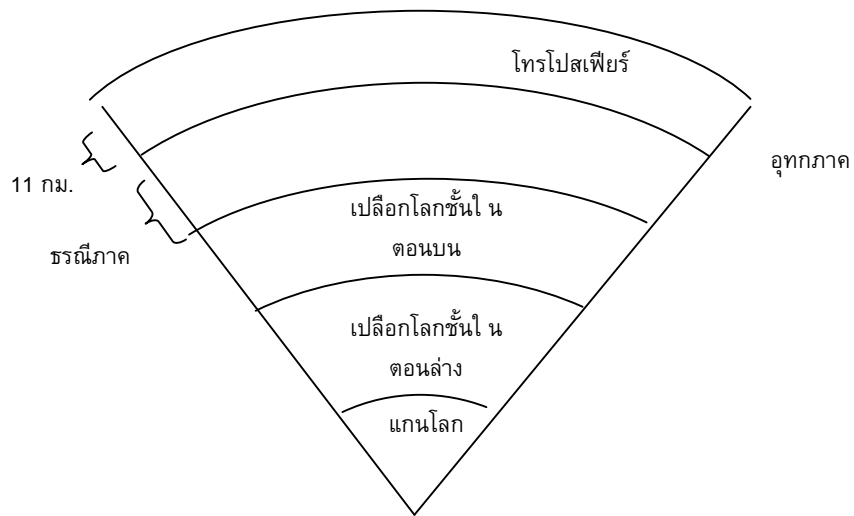 โทรโปสเฟียร์
อุทกภาค
11 กม.
ธรณีภาค
เปลือกโลกชั้นใ น
ตอนบน
เปลือกโลกชั้นใ น
ตอนล่าง
แกนโลก